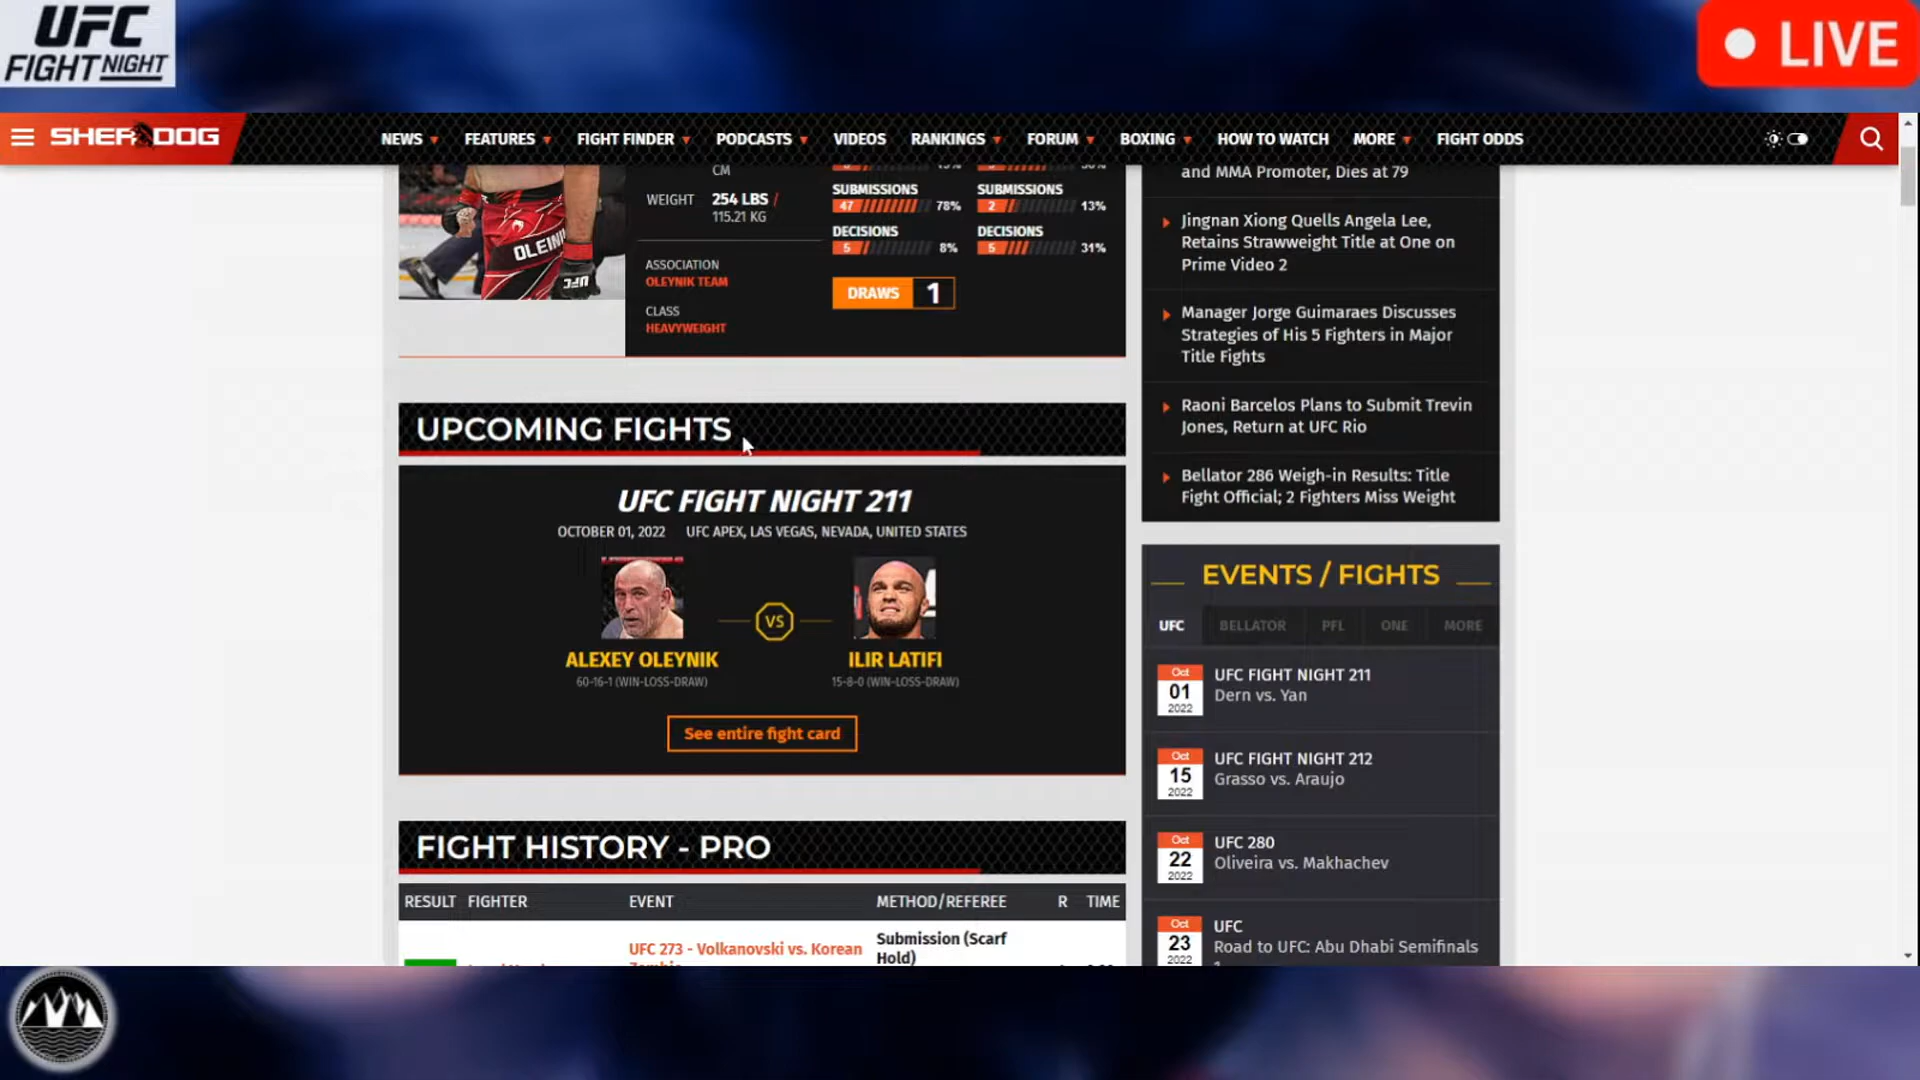 UFC
FIGHT NIGHT
LIVE
SHERDOG
NEWS FEATURES FIGHT FINDER PODCASTS VIDEOS RANKINGS FORUM BOXING HOW TO WATCH MORE FIGHT ODDS
CM
WEIGHT 254 LBS /
115.21 KG
ASSOCIATION
OLEYNIK TEAM
CLASS
HEAVYWEIGHT
OLEINIK
UFC
SUBMISSIONS
47 78%
DECISIONS
5 8%
SUBMISSIONS
2 13%
DECISIONS
5 31%
DRAWS 1
and MMA Promoter, Dies at 79
Jingnan Xiong Quells Angela Lee,
Retains Strawweight Title at One on
Prime Video 2
Manager Jorge Guimaraes Discusses
Strategies of His 5 Fighters in Major
Title Fights
Raoni Barcelos Plans to Submit Trevin
Jones, Return at UFC Rio
Bellator 286 Weigh-in Results: Title
Fight Official; 2 Fighters Miss Weight
UPCOMING FIGHTS
UFC FIGHT NIGHT 211
OCTOBER 01, 2022 UFC APEX, LAS VEGAS, NEVADA, UNITED STATES
VS
ALEXEY OLEYNIK
60-16-1 (WIN-LOSS-DRAW)
ILIR LATIFI
15-8-0 (WIN-LOSS-DRAW)
See entire fight card
EVENTS / FIGHTS
UFC BELLATOR PFL ONE MORE
Oct
01
2022
UFC FIGHT NIGHT 211
Dern vs. Yan
Oct
15
2022
UFC FIGHT NIGHT 212
Grasso vs. Araujo
Oct
22
2022
UFC 280
Oliveira vs. Makhachev
Oct
23
2022
UFC
Road to UFC: Abu Dhabi Semifinals
FIGHT HISTORY - PRO
RESULT FIGHTER EVENT METHOD/REFEREE R TIME
UFC 273 - Volkanovski vs. Korean
Submission (Scarf
Hold)